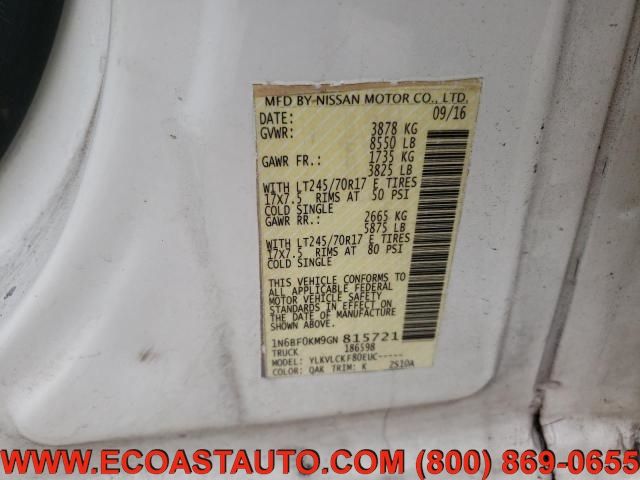 MFD BY NISSAN MOTOR CO., LTD.
DATE: 09/16
GVWR: 3878 KG
8550 LB
GAWR FR.: 1735 KG
3825 LB
WITH LT245/70R17 E TIRES
17X7.5 RIMS AT 50 PSI
COLD SINGLE
GAWR RR.: 2665 KG
5875 LB
WITH LT245/70R17 E TIRES
17X7.5 RIMS AT 80 PSI
COLD SINGLE
THIS VEHICLE CONFORMS TO
ALL APPLICABLE FEDERAL
MOTOR VEHICLE SAFETY
STANDARDS IN EFFECT ON
THE DATE OF MANUFACTURE
SHOWN ABOVE.
1N6BF0KM9GN 815721
TRUCK 186598
MODEL: YLKVLCKF80EUC-----
COLOR: QAK TRIM: K 2S10A
WWW.ECOASTAUTO.COM (800) 869-0655